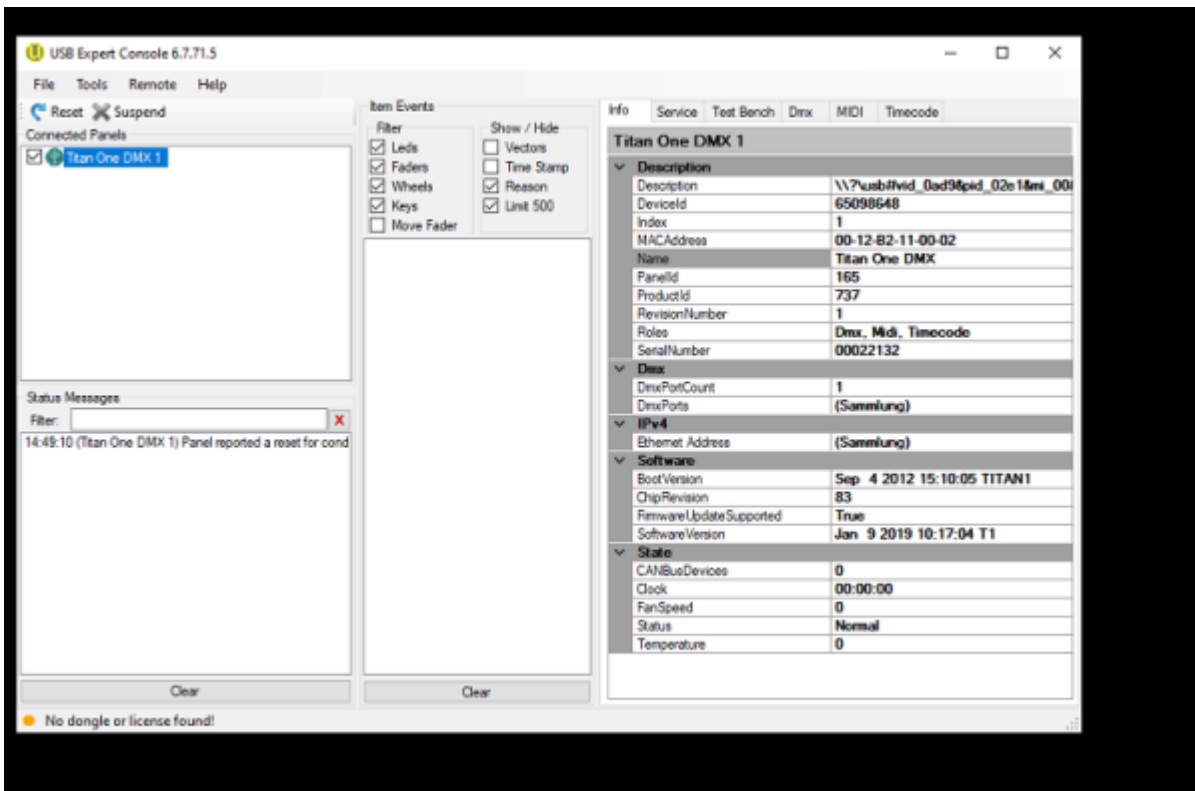 USB Expert Console 6.7.71.5
File Tools Remote Help
Reset Suspend
Connected Panels
Titan One DMX 1
Status Messages
Filter:
X
14:49:10 (Titan One DMX 1) Panel reported a reset for cond
Clear
Item Events
Filter
Leds
Faders
Wheels
Keys
Move Fader
Show / Hide
Vectors
Time Stamp
Reason
Limit 500
Clear
Info Service Test Bench Dmx MIDI Timecode
Titan One DMX 1
Description
Description \\?\usb#vid_0ad9&pid_02e1&mi_00
DeviceId 65098648
Index 1
MACAddress 00-12-B2-11-00-02
Name Titan One DMX
PanelId 165
ProductId 737
RevisionNumber 1
Roles Dmx, Midi, Timecode
SerialNumber 00022132
Dmx
DmxPortCount 1
DmxPorts (Sammlung)
IPv4
Ethernet Address (Sammlung)
Software
BootVersion Sep 4 2012 15:10:05 TITAN1
ChipRevision 83
FirmwareUpdateSupported True
SoftwareVersion Jan 9 2019 10:17:04 T1
State
CANBusDevices 0
Clock 00:00:00
FanSpeed 0
Status Normal
Temperature 0
No dongle or license found!